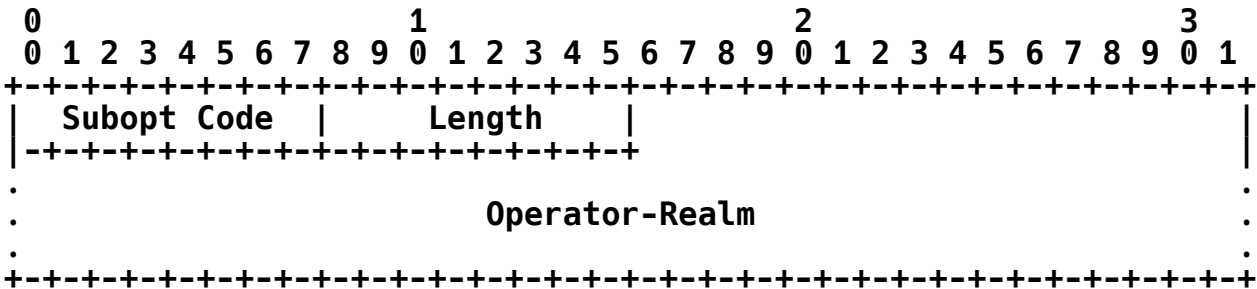 0                   1                   2                   3
 0 1 2 3 4 5 6 7 8 9 0 1 2 3 4 5 6 7 8 9 0 1 2 3 4 5 6 7 8 9 0 1
+-+-+-+-+-+-+-+-+-+-+-+-+-+-+-+-+-+-+-+-+-+-+-+-+-+-+-+-+-+-+-+-+
|  Subopt Code  |     Length    |                               |
|-+-+-+-+-+-+-+-+-+-+-+-+-+-+-+-+                               |
.                                                               .
.                        Operator-Realm                         .
.                                                               .
+-+-+-+-+-+-+-+-+-+-+-+-+-+-+-+-+-+-+-+-+-+-+-+-+-+-+-+-+-+-+-+-+